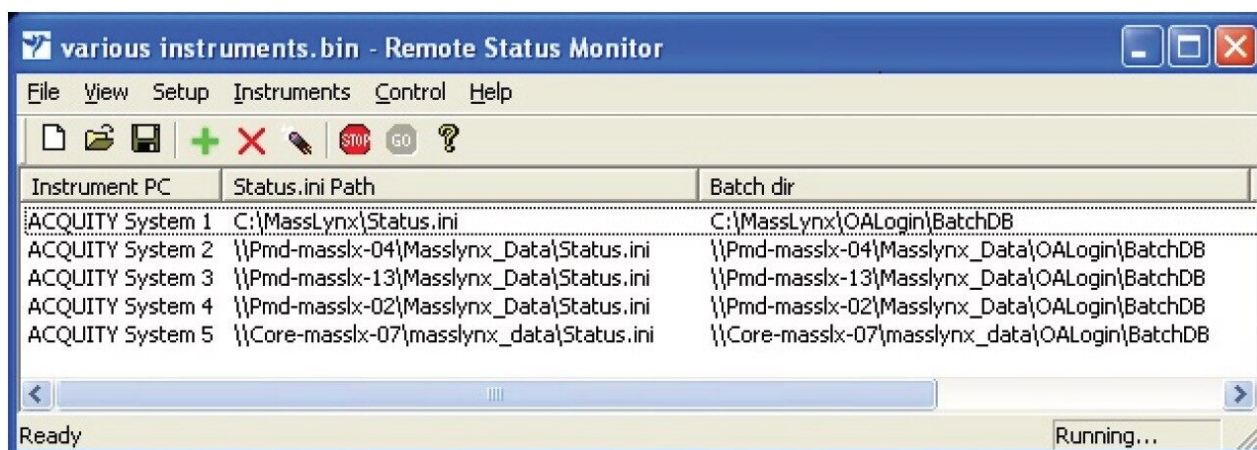 various instruments.bin - Remote Status Monitor
File View Setup Instruments Control Help
STOP GO ?
Instrument PC Status.ini Path Batch dir
ACQUITY System 1 C:\MassLynx\Status.ini C:\MassLynx\OALogin\BatchDB
ACQUITY System 2 \\Pmd-masslx-04\Masslynx_Data\Status.ini \\Pmd-masslx-04\Masslynx_Data\OALogin\BatchDB
ACQUITY System 3 \\Pmd-masslx-13\Masslynx_Data\Status.ini \\Pmd-masslx-13\Masslynx_Data\OALogin\BatchDB
ACQUITY System 4 \\Pmd-masslx-02\Masslynx_Data\Status.ini \\Pmd-masslx-02\Masslynx_Data\OALogin\BatchDB
ACQUITY System 5 \\Core-masslx-07\masslynx_data\Status.ini \\Core-masslx-07\masslynx_data\OALogin\BatchDB
Ready Running...